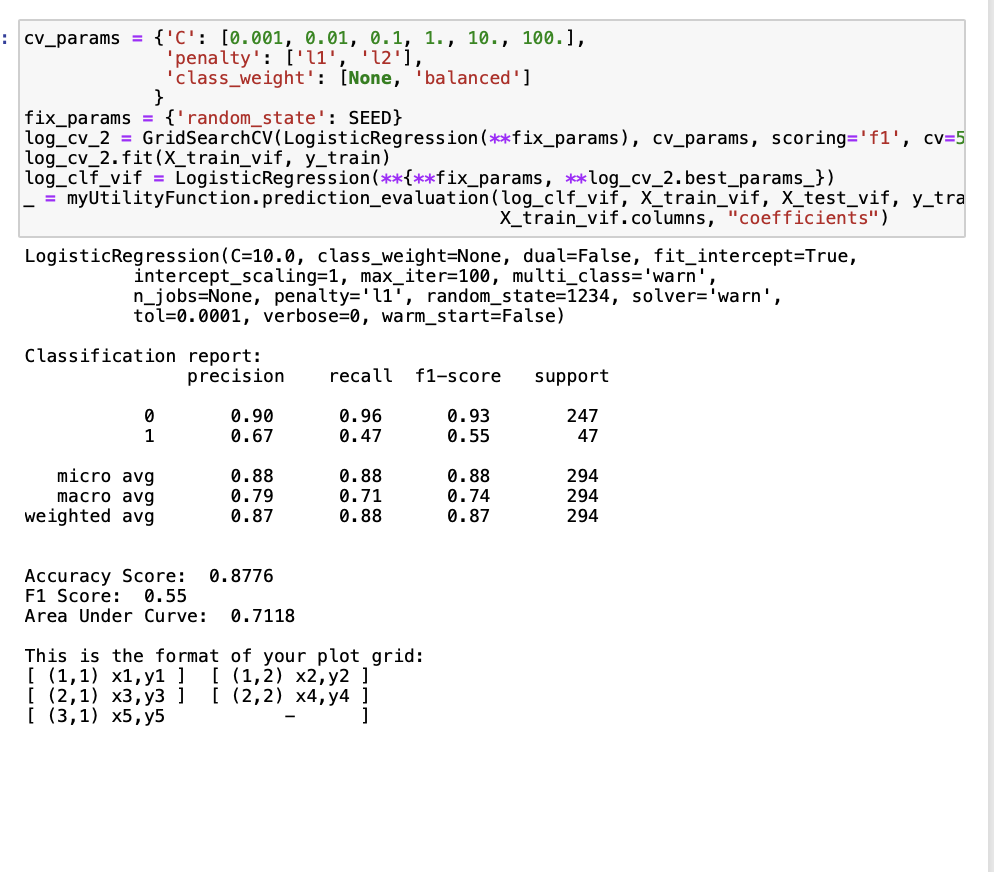 : cv_params = {'C': [0.001, 0.01, 0.1, 1., 10., 100.],
             'penalty': ['l1', 'l2'],
             'class_weight': [None, 'balanced']
            }
fix_params = {'random_state': SEED}
log_cv_2 = GridSearchCV(LogisticRegression(**fix_params), cv_params, scoring='f1', cv=5
log_cv_2.fit(X_train_vif, y_train)
log_clf_vif = LogisticRegression(**{**fix_params, **log_cv_2.best_params_})
_ = myUtilityFunction.prediction_evaluation(log_clf_vif, X_train_vif, X_test_vif, y_tra
                                            X_train_vif.columns, "coefficients")
LogisticRegression(C=10.0, class_weight=None, dual=False, fit_intercept=True,
          intercept_scaling=1, max_iter=100, multi_class='warn',
          n_jobs=None, penalty='l1', random_state=1234, solver='warn',
          tol=0.0001, verbose=0, warm_start=False)
Classification report:
               precision    recall  f1-score   support
           0       0.90      0.96      0.93       247
           1       0.67      0.47      0.55        47
   micro avg       0.88      0.88      0.88       294
   macro avg       0.79      0.71      0.74       294
weighted avg       0.87      0.88      0.87       294
Accuracy Score:  0.8776
F1 Score:  0.55
Area Under Curve:  0.7118
This is the format of your plot grid:
[ (1,1) x1,y1 ]  [ (1,2) x2,y2 ]
[ (2,1) x3,y3 ]  [ (2,2) x4,y4 ]
[ (3,1) x5,y5           -      ]